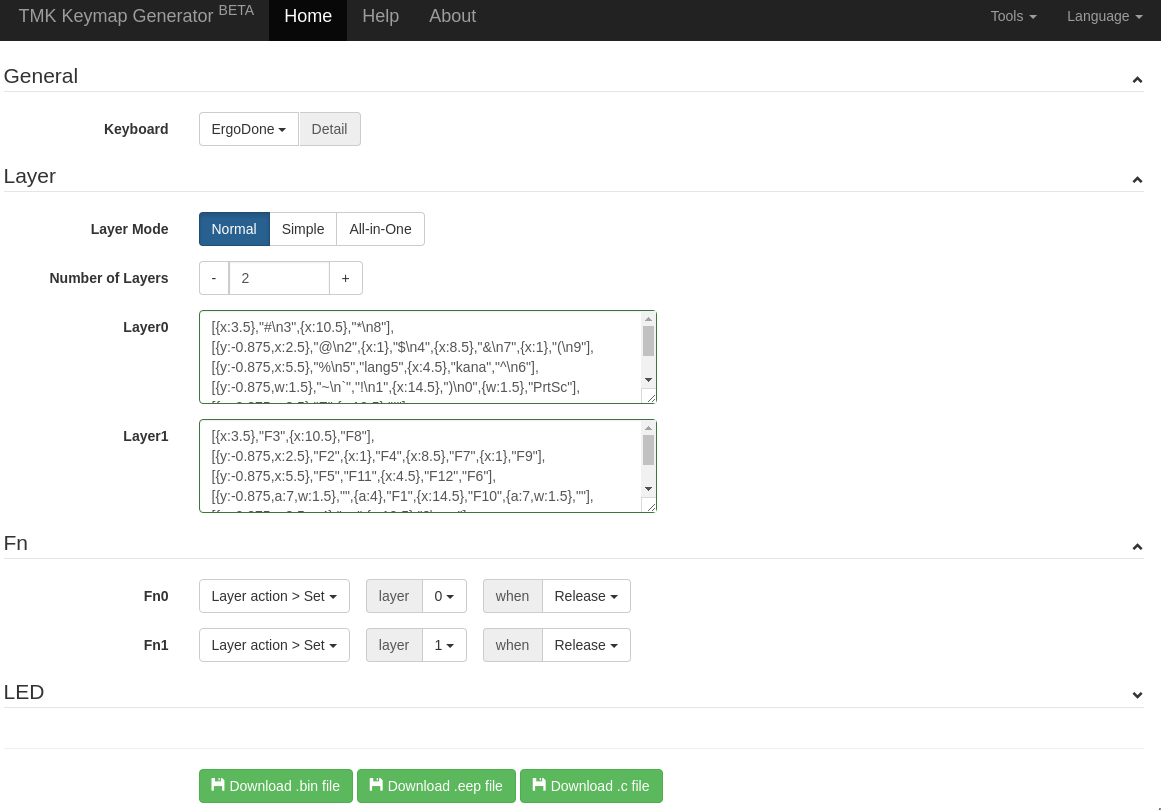 TMK Keymap Generator BETA Home Help About Tools Language
General
Keyboard ErgoDone Detail
Layer
Layer Mode Normal Simple All-in-One
Number of Layers - 2 +
Layer0
[{x:3.5},"#\n3",{x:10.5},"*\n8"],
[{y:-0.875,x:2.5},"@\n2",{x:1},"$\n4",{x:8.5},"&\n7",{x:1},"(\n9"],
[{y:-0.875,x:5.5},"%\n5","lang5",{x:4.5},"kana","^\n6"],
[{y:-0.875,w:1.5},"~\n`","!\n1",{x:14.5},")\n0",{w:1.5},"PrtSc"],
Layer1
[{x:3.5},"F3",{x:10.5},"F8"],
[{y:-0.875,x:2.5},"F2",{x:1},"F4",{x:8.5},"F7",{x:1},"F9"],
[{y:-0.875,x:5.5},"F5","F11",{x:4.5},"F12","F6"],
[{y:-0.875,a:7,w:1.5},"",{a:4},"F1",{x:14.5},"F10",{a:7,w:1.5},""],
Fn
Fn0 Layer action > Set layer 0 when Release
Fn1 Layer action > Set layer 1 when Release
LED
Download .bin file Download .eep file Download .c file